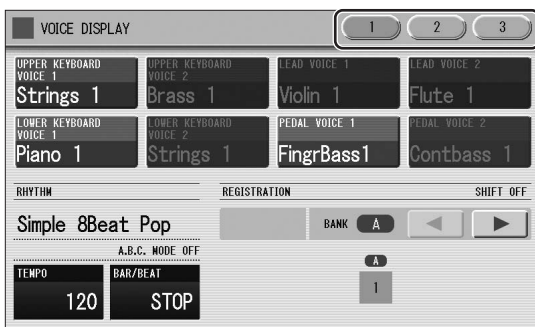 VOICE DISPLAY
1 2 3
UPPER KEYBOARD VOICE 1
Strings 1
UPPER KEYBOARD VOICE 2
Brass 1
LEAD VOICE 1
Violin 1
LEAD VOICE 2
Flute 1
LOWER KEYBOARD VOICE 1
Piano 1
LOWER KEYBOARD VOICE 2
Strings 1
PEDAL VOICE 1
FingrBass1
PEDAL VOICE 2
Contbass 1
RHYTHM
Simple 8Beat Pop
A.B.C. MODE OFF
TEMPO
120
BAR/BEAT
STOP
REGISTRATION
SHIFT OFF
BANK A
A
1